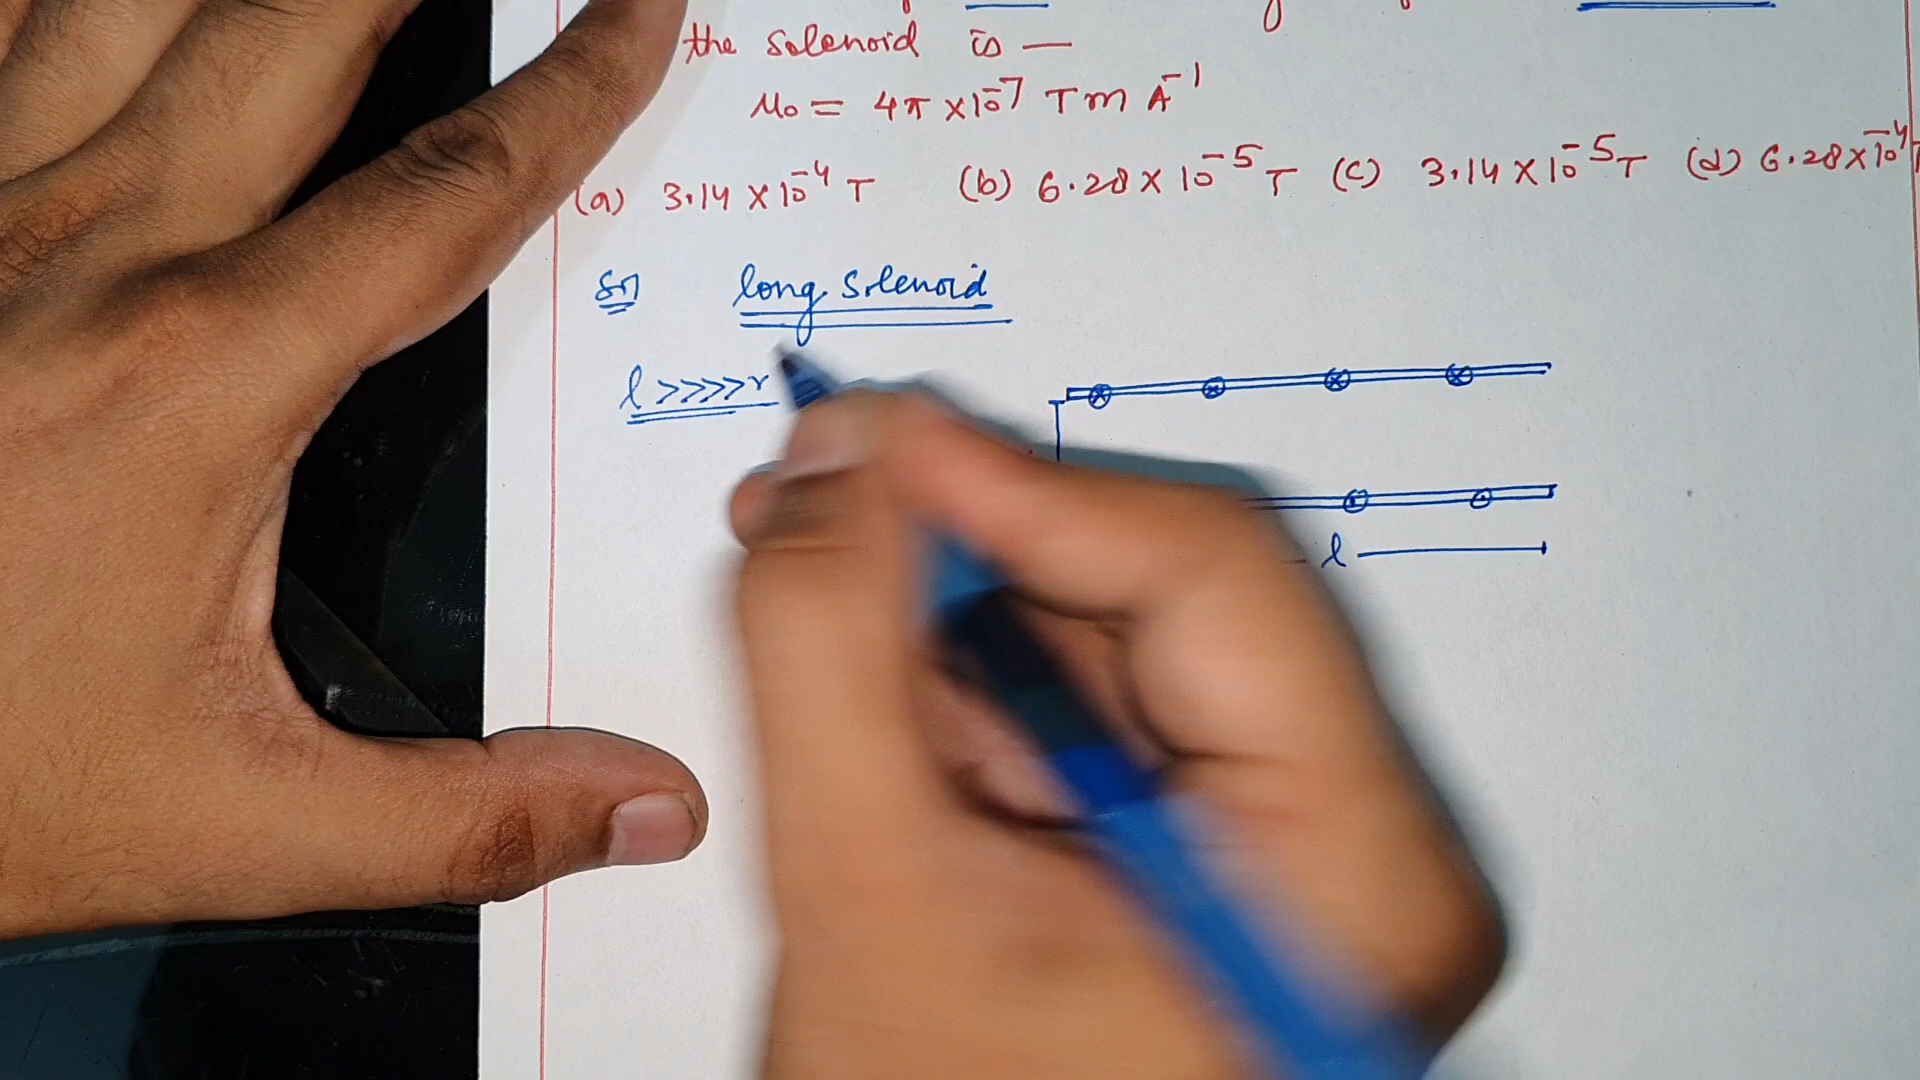 the solenoid is —
μ₀ = 4π ×10⁻⁷ T m A⁻¹
(a) 3.14 × 10⁻⁴ T (b) 6.28 × 10⁻⁵ T (c) 3.14 × 10⁻⁵ T (d) 6.28 × 10⁻⁴
Sol long solenoid
l >>>> r
l